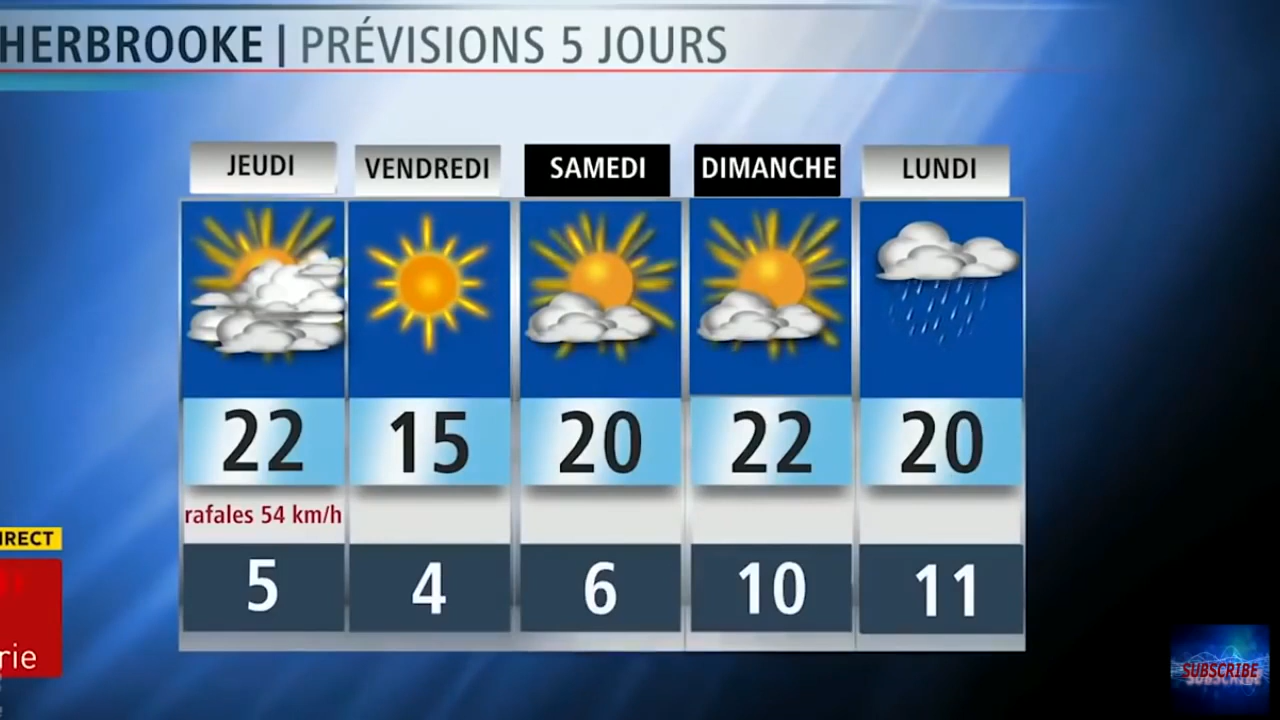 HERBROOKE | PRÉVISIONS 5 JOURS
JEUDI VENDREDI SAMEDI DIMANCHE LUNDI
22 15 20 22 20
rafales 54 km/h
5 4 6 10 11
IRECT
rie
SUBSCRIBE